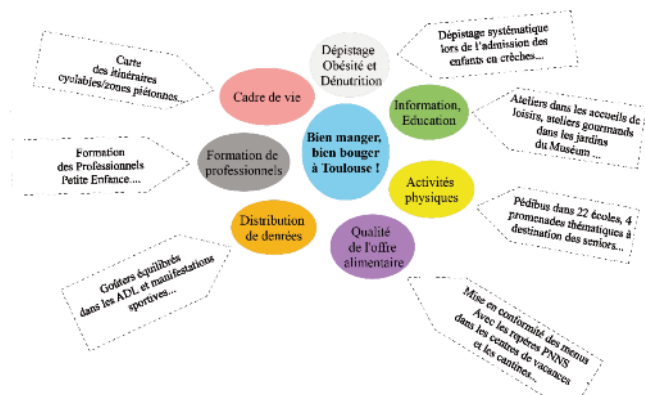 Dépistage
Obésité et
Dénutrition
Dépistage systématique
lors de l'admission des
enfants en crèches...
Carte
des itinéraires
cyclables/zones piétonnes...
Cadre de vie
Information,
Education
Ateliers dans les accueils de
loisirs, ateliers gourmands
dans les jardins
du Muséum ...
Bien manger,
bien bouger
à Toulouse !
Formation
des Professionnels
Petite Enfance....
Formation de
professionnels
Activités
physiques
Pédibus dans 22 écoles, 4
promenades thématiques à
destination des seniors...
Distribution
de denrées
Qualité
de l'offre
alimentaire
Goûters équilibrés
dans les ADL et manifestations
sportives...
Mise en conformité des menus
Avec les repères PNNS
dans les centres de vacances
et les cantines...